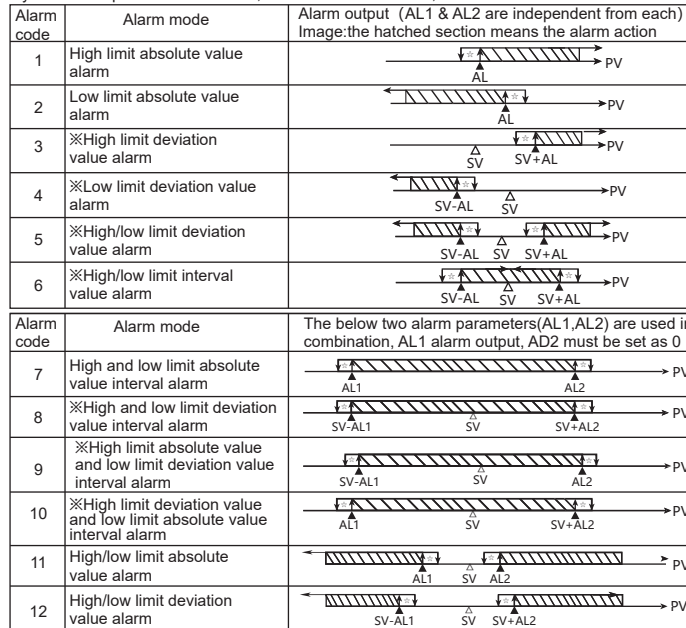 Alarm code
Alarm mode
Alarm output（AL1 & AL2 are independent from each)
Image:the hatched section means the alarm action
1
High limit absolute value
alarm
☆
AL
PV
2
Low limit absolute value
alarm
☆
AL
PV
3
※High limit deviation
value alarm
☆
SV
SV+AL
PV
4
※Low limit deviation value
alarm
☆
SV-AL
SV
PV
5
※High/low limit deviation
value alarm
☆ ☆
SV-AL SV SV+AL
PV
6
※High/low limit interval
value alarm
☆ ☆
SV-AL SV SV+AL
PV
Alarm code
Alarm mode
The below two alarm parameters(AL1,AL2) are used in
combination, AL1 alarm output, AD2 must be set as 0
7
High and low limit absolute
value interval alarm
☆ ☆
AL1 AL2
PV
8
※High and low limit deviation
value interval alarm
☆ ☆
SV-AL1 SV SV+AL2
PV
9
※High limit absolute value
and low limit deviation value
interval alarm
☆ ☆
SV-AL1 SV AL2
PV
10
※High limit deviation value
and low limit absolute value
interval alarm
☆ ☆
AL1 SV SV+AL2
PV
11
High/low limit absolute
value alarm
☆ ☆
AL1 SV AL2
PV
12
High/low limit deviation
value alarm
☆ ☆
SV-AL1 SV SV+AL2
PV